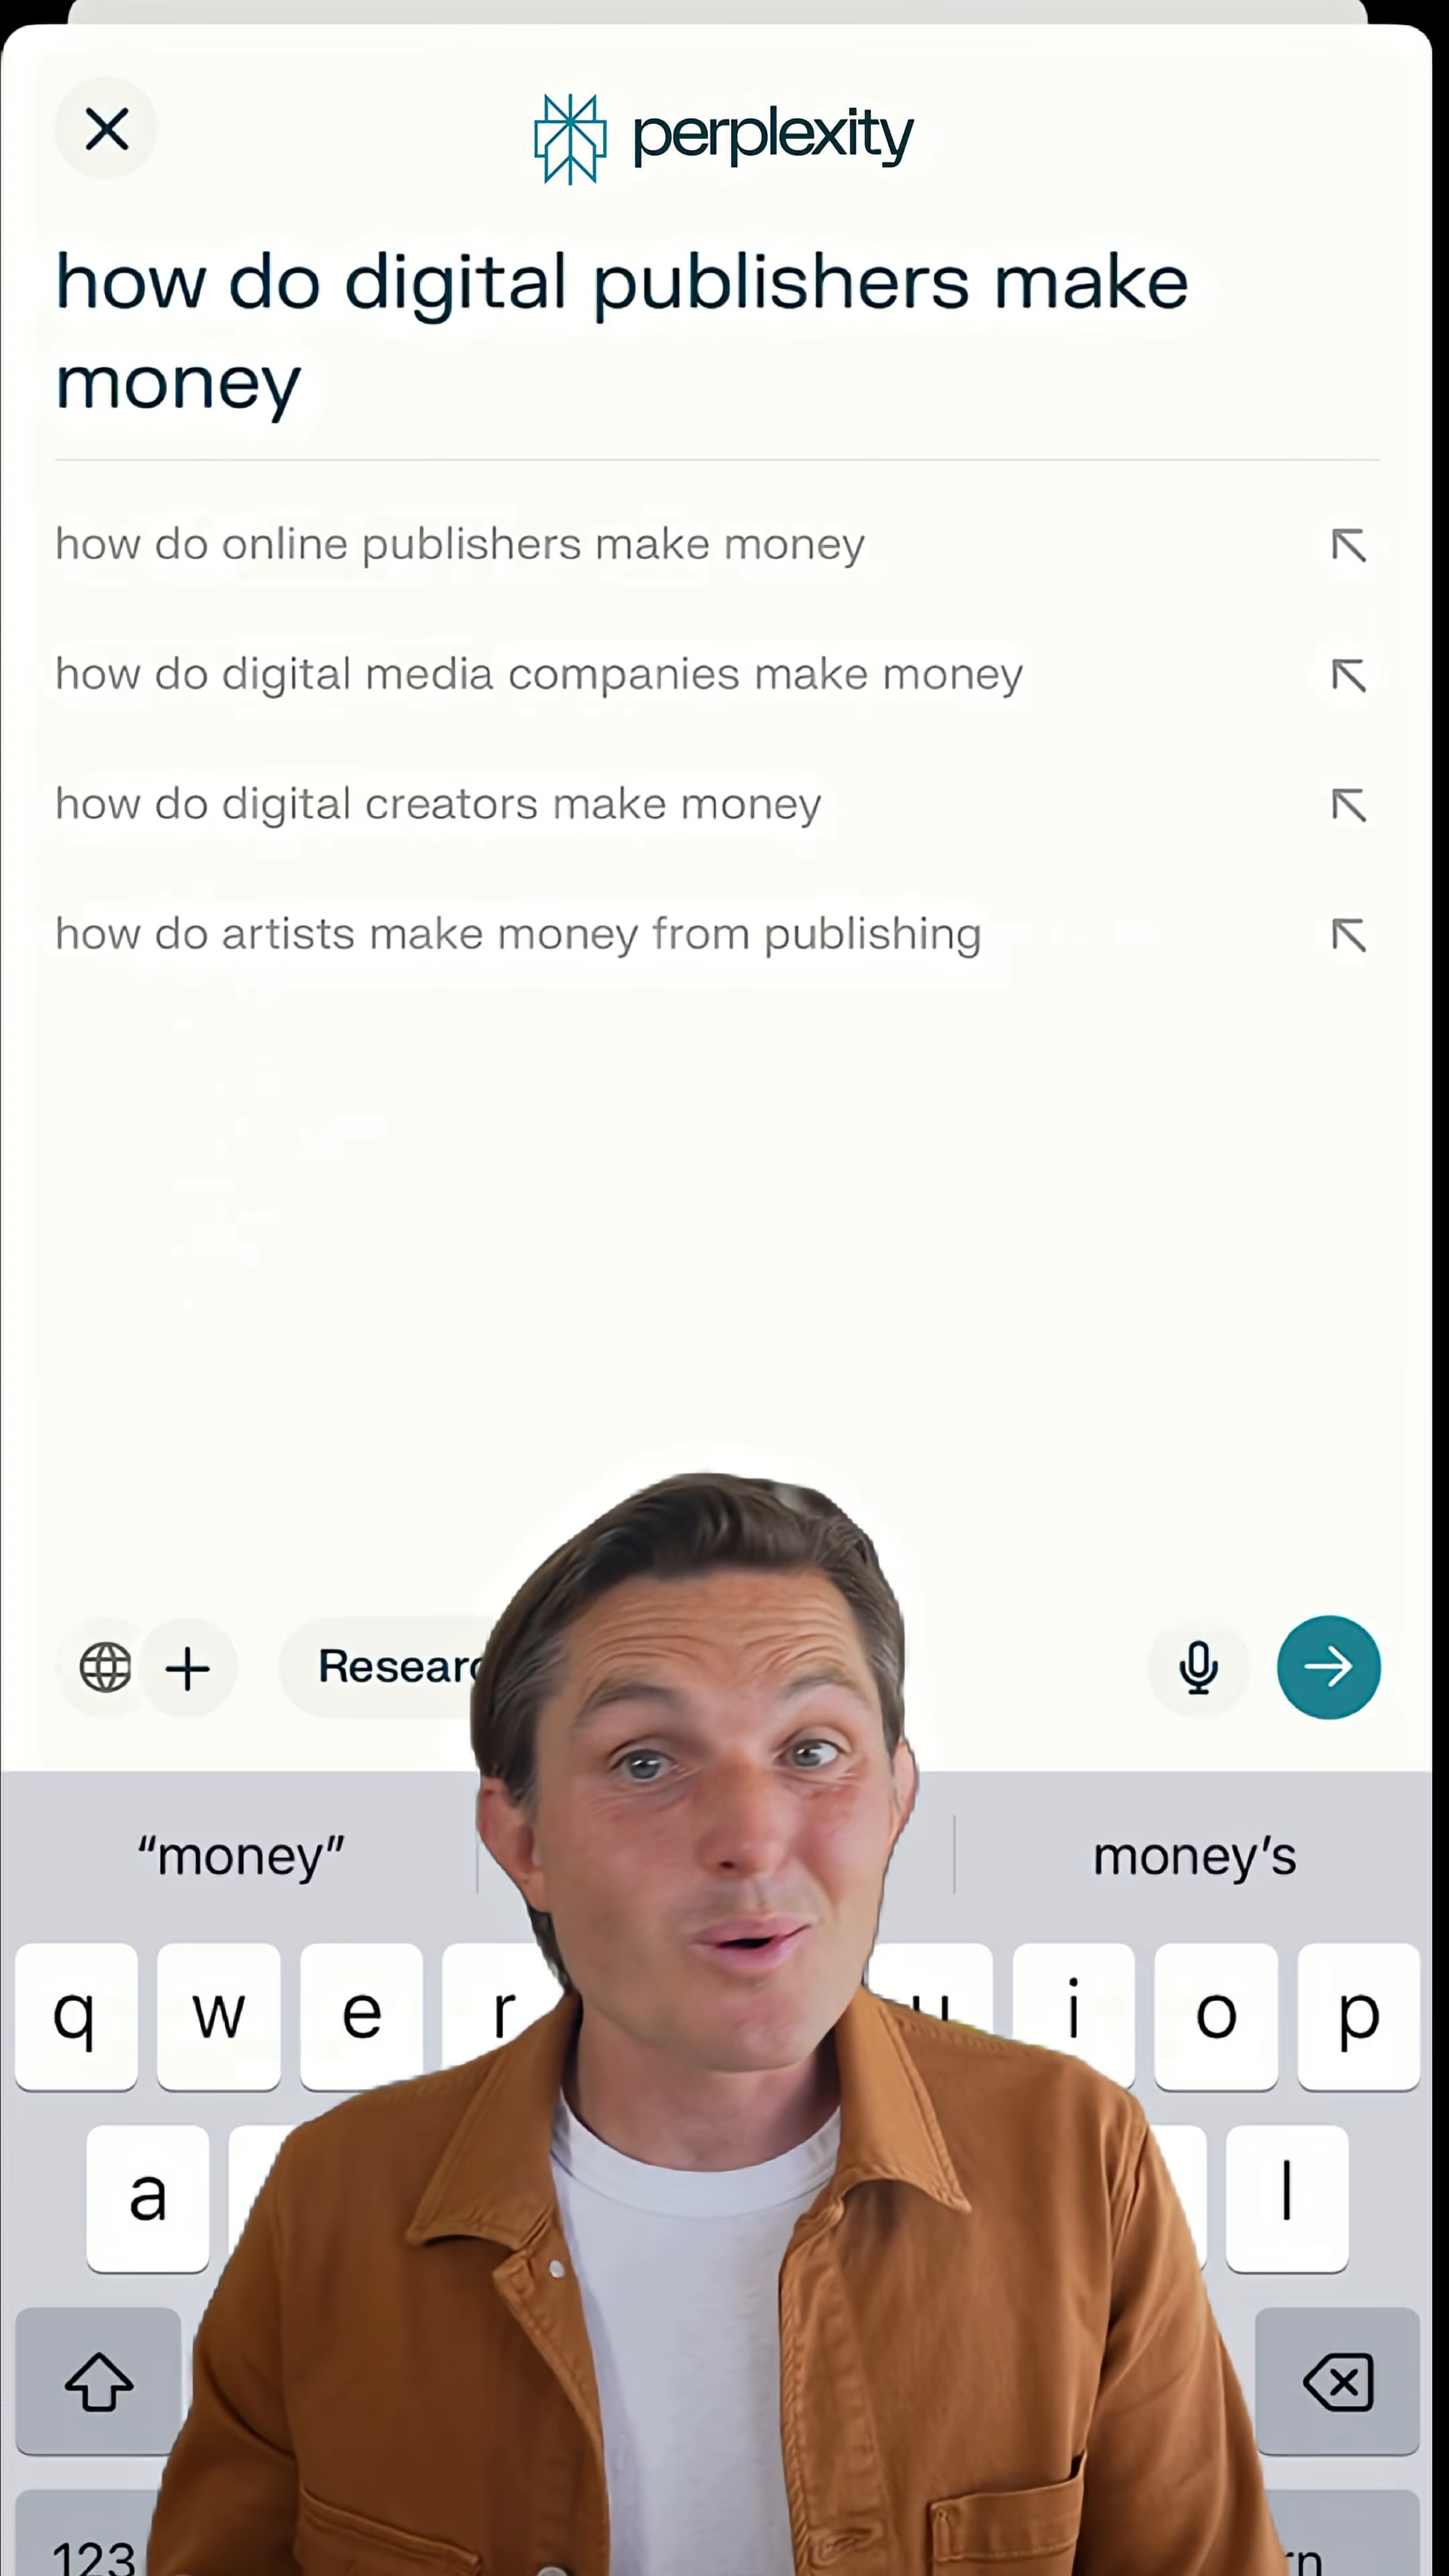 perplexity
how do digital publishers make
money
how do online publishers make money
how do digital media companies make money
how do digital creators make money
how do artists make money from publishing
“money”
money’s
q w e r u i o p
a l
123